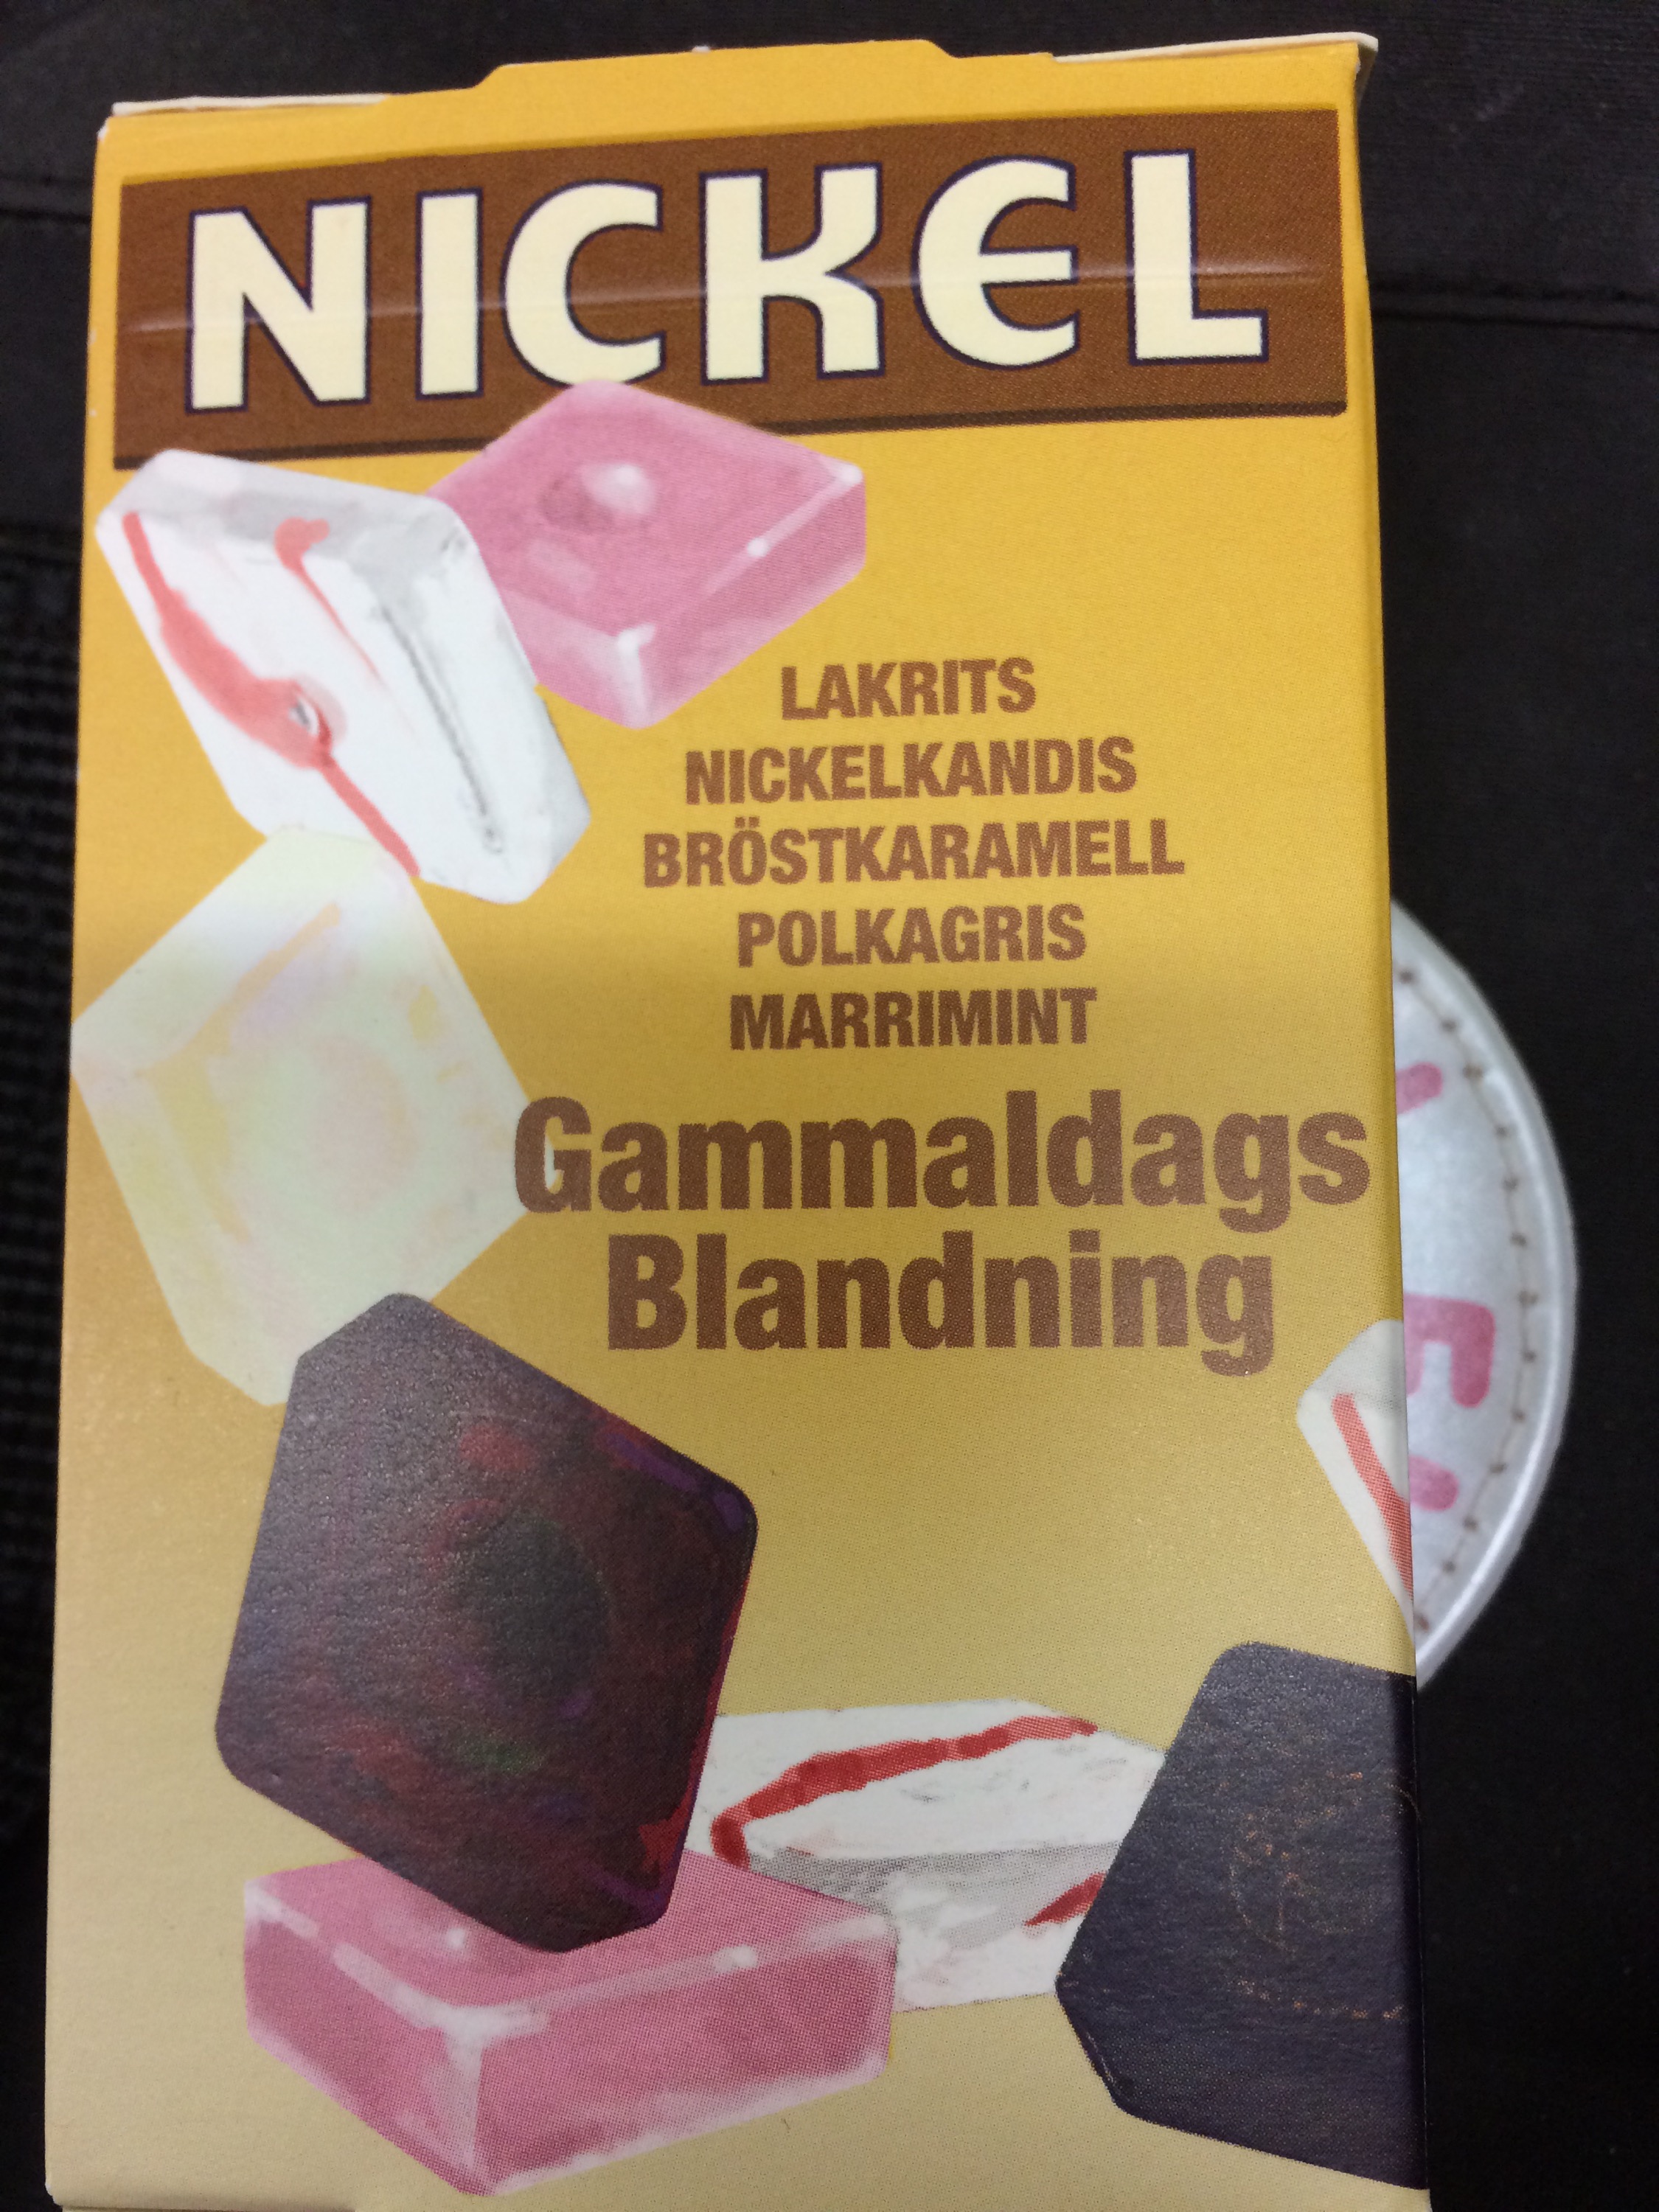 NICKEL
LAKRITS
NICKELKANDIS
BRÖSTKARAMELL
POLKAGRIS
MARRIMINT
Gammaldags
Blandning